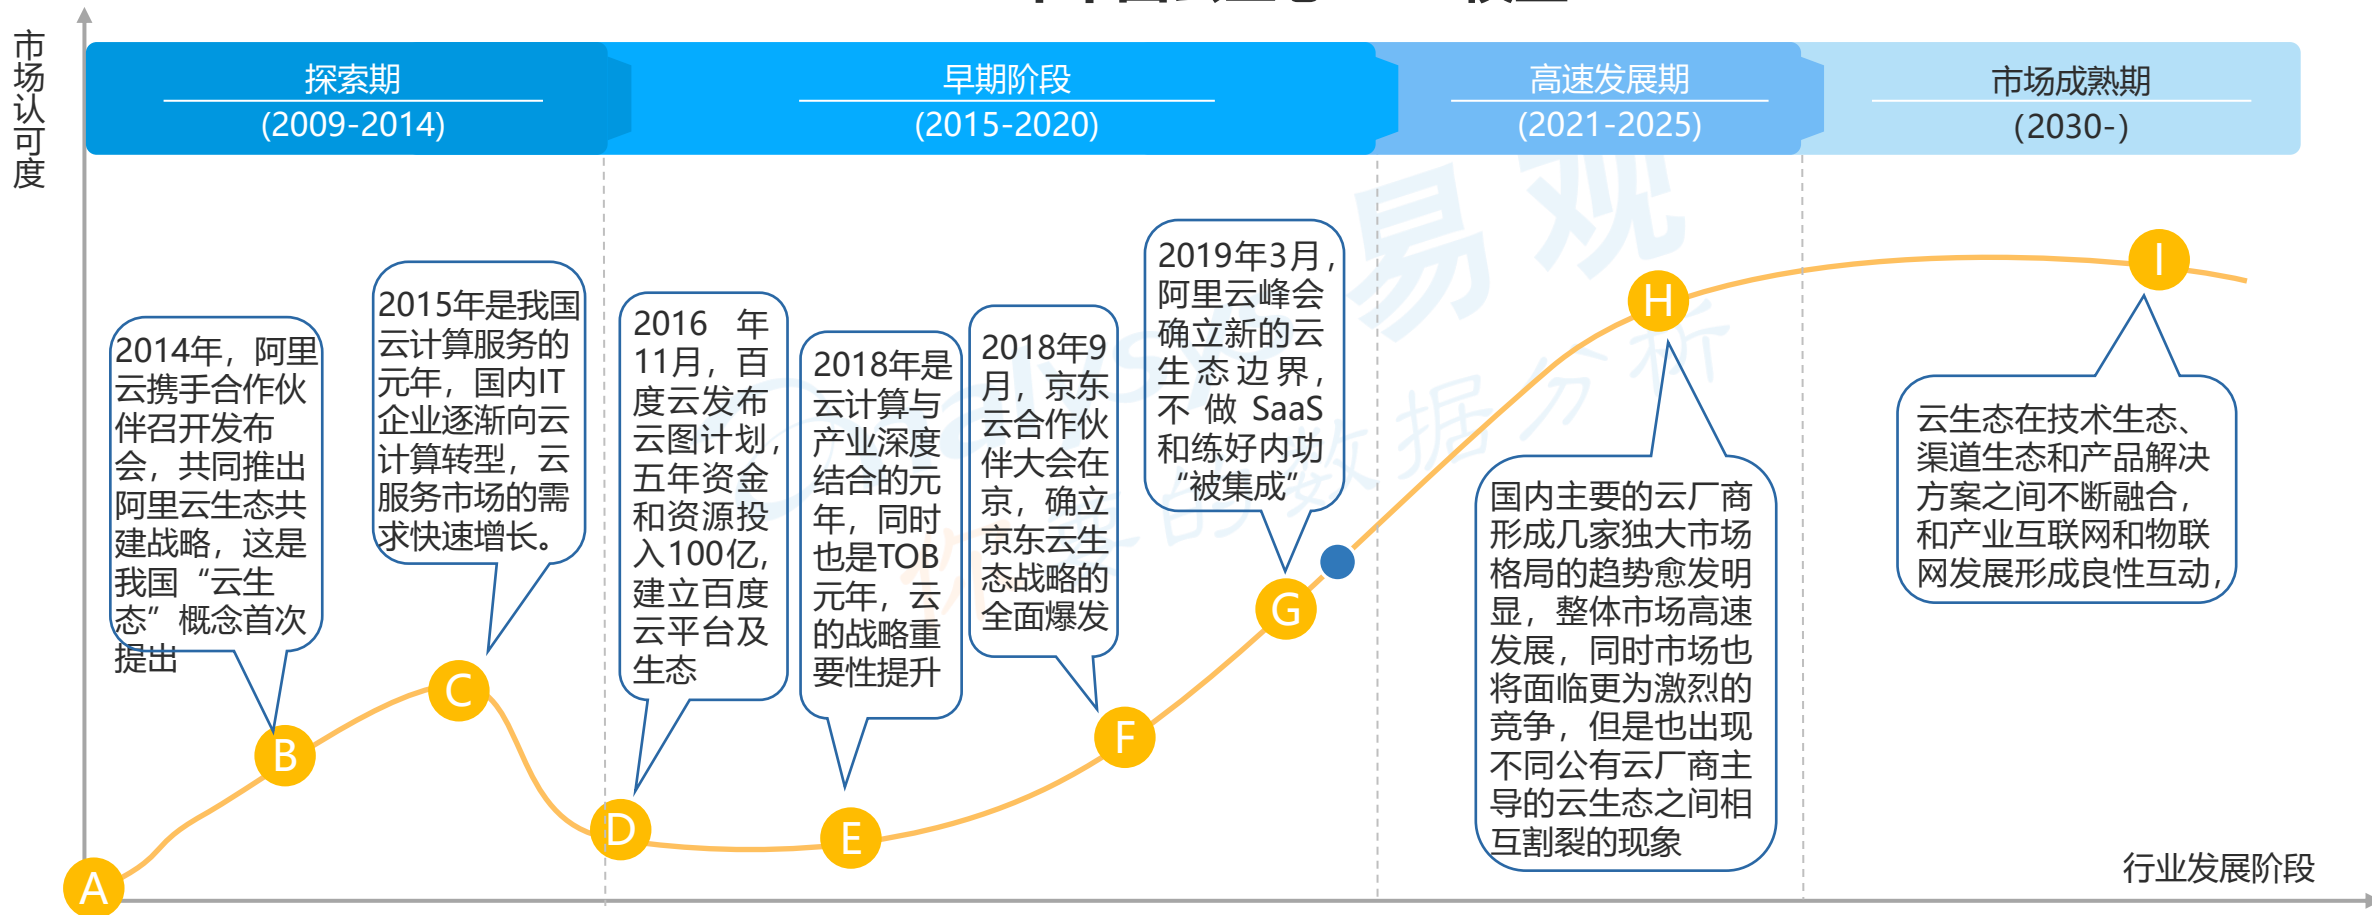 市场认可度
探索期
(2009-2014)
早期阶段
(2015-2020)
高速发展期
(2021-2025)
市场成熟期
(2030-)
2014年，阿里
云携手合作伙
伴召开发布
会，共同推出
阿里云生态共
建战略，这是
我国“云生
态”概念首次
提出
2015年是我国
云计算服务的
元年，国内IT
企业逐渐向云
计算转型，云
服务市场的需
求快速增长。
2016 年
11月，百
度云发布
云图计划，
五年资金
和资源投
入100亿,
建立百度
云平台及
生态
2018年是
云计算与
产业深度
结合的元
年，同时
也是TOB
元年，云
的战略重
要性提升
2018年9
月，京东
云合作伙
伴大会在
京，确立
京东云生
态战略的
全面爆发
2019年3月，
阿里云峰会
确立新的云
生态边界，
不做 SaaS
和练好内功
“被集成”
国内主要的云厂商
形成几家独大市场
格局的趋势愈发明
显，整体市场高速
发展，同时市场也
将面临更为激烈的
竞争，但是也出现
不同公有云厂商主
导的云生态之间相
互割裂的现象
云生态在技术生态、
渠道生态和产品解决
方案之间不断融合，
和产业互联网和物联
网发展形成良性互动，
A
B
C
D
E
F
G
H
I
行业发展阶段
易观